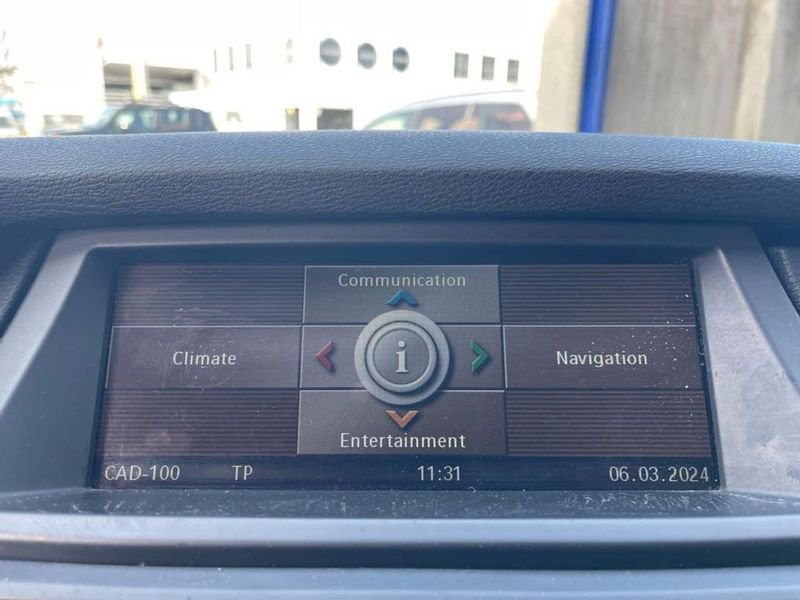 Communication
Climate
i
Navigation
Entertainment
CAD-100 TP 11:31 06.03.2024